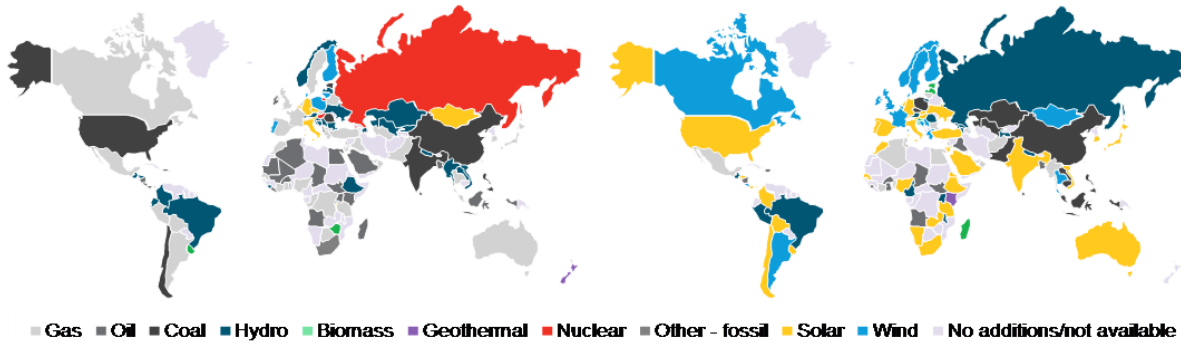 Gas Oil Coal Hydro Biomass Geothermal Nuclear Other - fossil Solar Wind No additions/not available